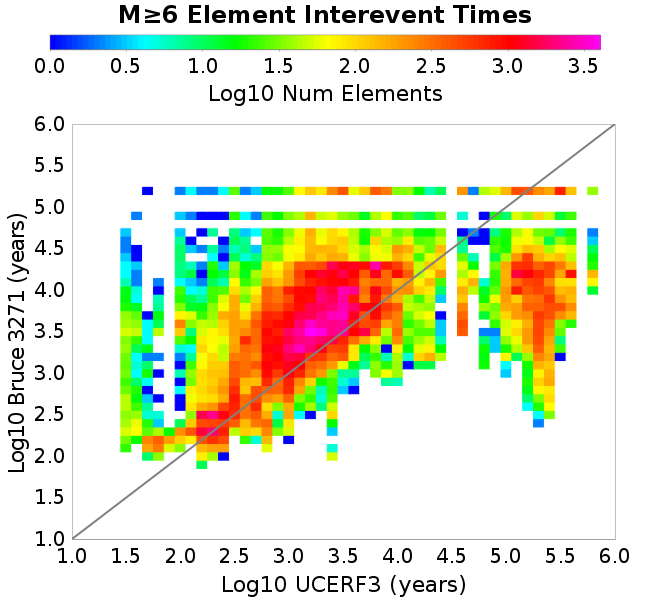 M≥6 Element Interevent Times
0.0 0.5 1.0 1.5 2.0 2.5 3.0 3.5
Log10 Num Elements
6.0
5.5
5.0
4.5
4.0
3.5
3.0
2.5
2.0
1.5
1.0
Log10 Bruce 3271 (years)
1.0 1.5 2.0 2.5 3.0 3.5 4.0 4.5 5.0 5.5 6.0
Log10 UCERF3 (years)